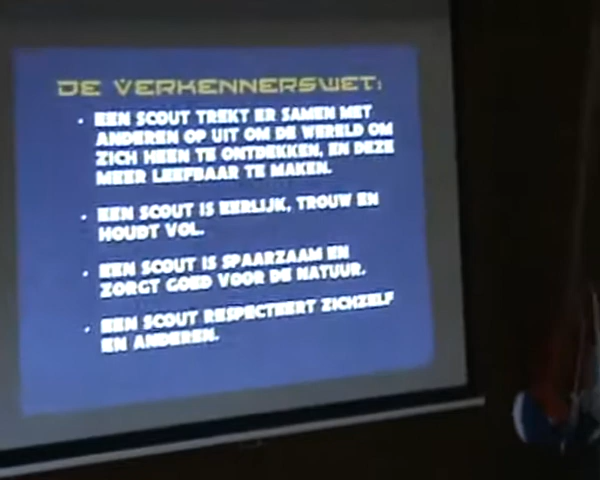 DE VERKENNERSWET:
• EEN SCOUT TREKT ER SAMEN MET
ANDEREN OP UIT OM DE WERELD OM
ZICH HEEN TE ONTDEKKEN, EN DEZE
MEER LEEFBAAR TE MAKEN.
• EEN SCOUT IS EERLIJK, TROUW EN
HOUDT VOL.
• EEN SCOUT IS SPAARZAAM EN
ZORGT GOED VOOR DE NATUUR.
• EEN SCOUT RESPECTEERT ZICHZELF
EN ANDEREN.